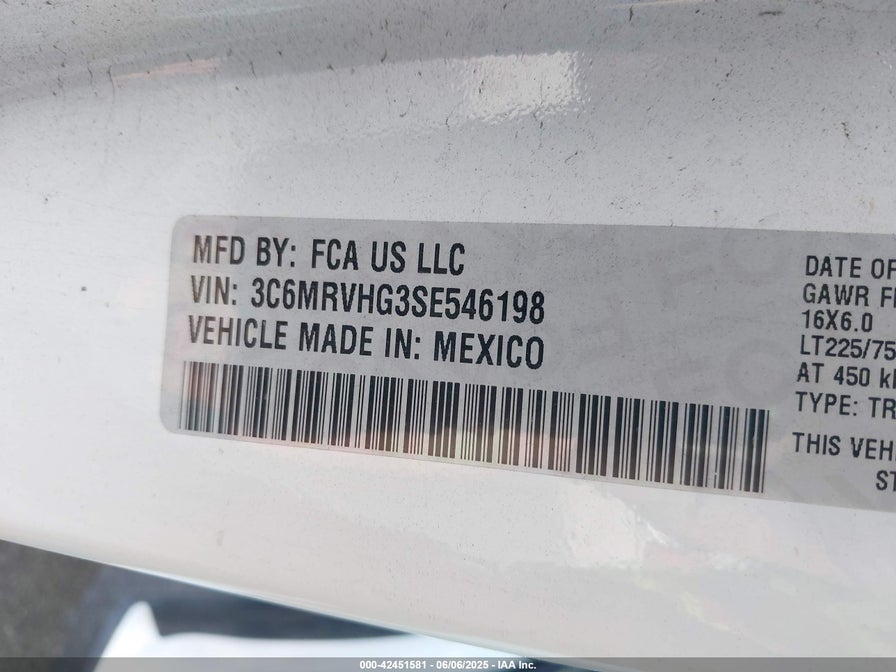 MFD BY: FCA US LLC
VIN: 3C6MRVHG3SE546198
VEHICLE MADE IN: MEXICO
DATE OF
GAWR F
16X6.0
LT225/75
AT 450 k
TYPE: TR
THIS VEH
ST
000-42451581 - 06/06/2025 - IAA Inc.